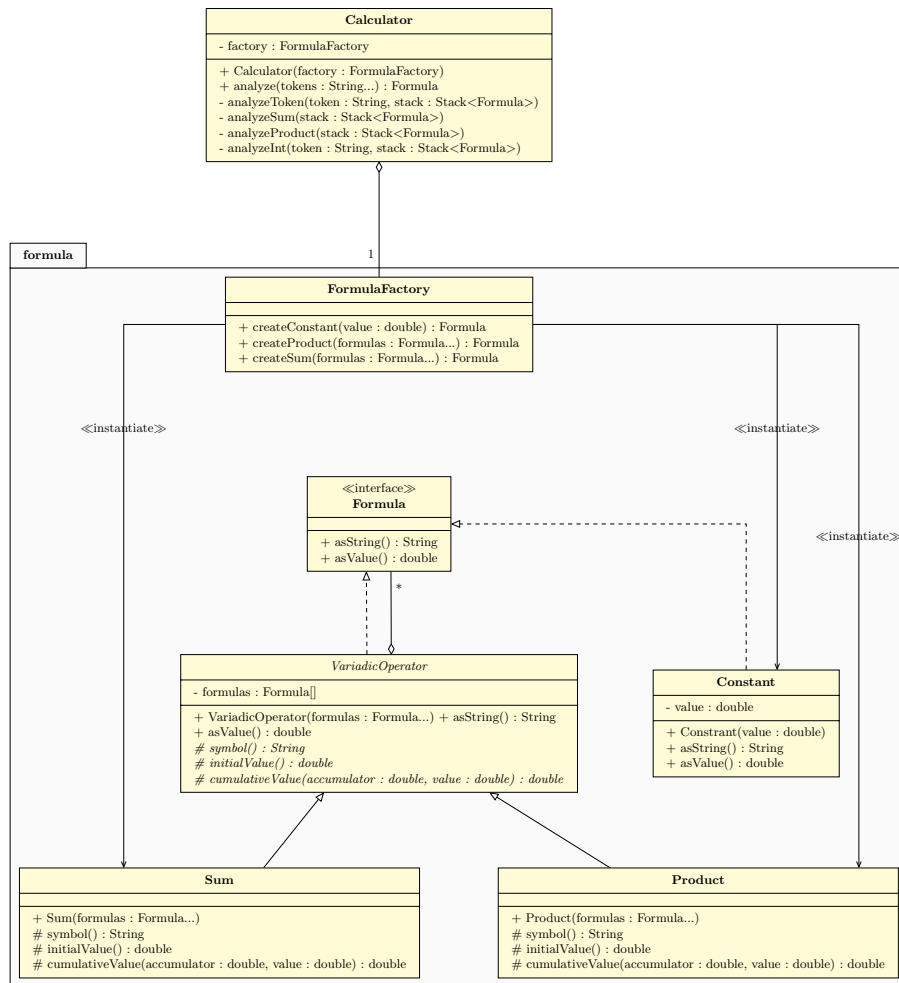 Calculator
- factory : FormulaFactory
+ Calculator(factory : FormulaFactory)
+ analyze(tokens : String...) : Formula
- analyzeToken(token : String, stack : Stack<Formula>)
- analyzeSum(stack : Stack<Formula>)
- analyzeProduct(stack : Stack<Formula>)
- analyzeInt(token : String, stack : Stack<Formula>)
1
formula
FormulaFactory
+ createConstant(value : double) : Formula
+ createProduct(formulas : Formula...) : Formula
+ createSum(formulas : Formula...) : Formula
≪instantiate≫
≪instantiate≫
≪instantiate≫
≪interface≫
Formula
+ asString() : String
+ asValue() : double
*
VariadicOperator
- formulas : Formula[]
+ VariadicOperator(formulas : Formula...) + asString() : String
+ asValue() : double
# symbol() : String
# initialValue() : double
# cumulativeValue(accumulator : double, value : double) : double
Constant
- value : double
+ Constrant(value : double)
+ asString() : String
+ asValue() : double
Sum
+ Sum(formulas : Formula...)
# symbol() : String
# initialValue() : double
# cumulativeValue(accumulator : double, value : double) : double
Product
+ Product(formulas : Formula...)
# symbol() : String
# initialValue() : double
# cumulativeValue(accumulator : double, value : double) : double